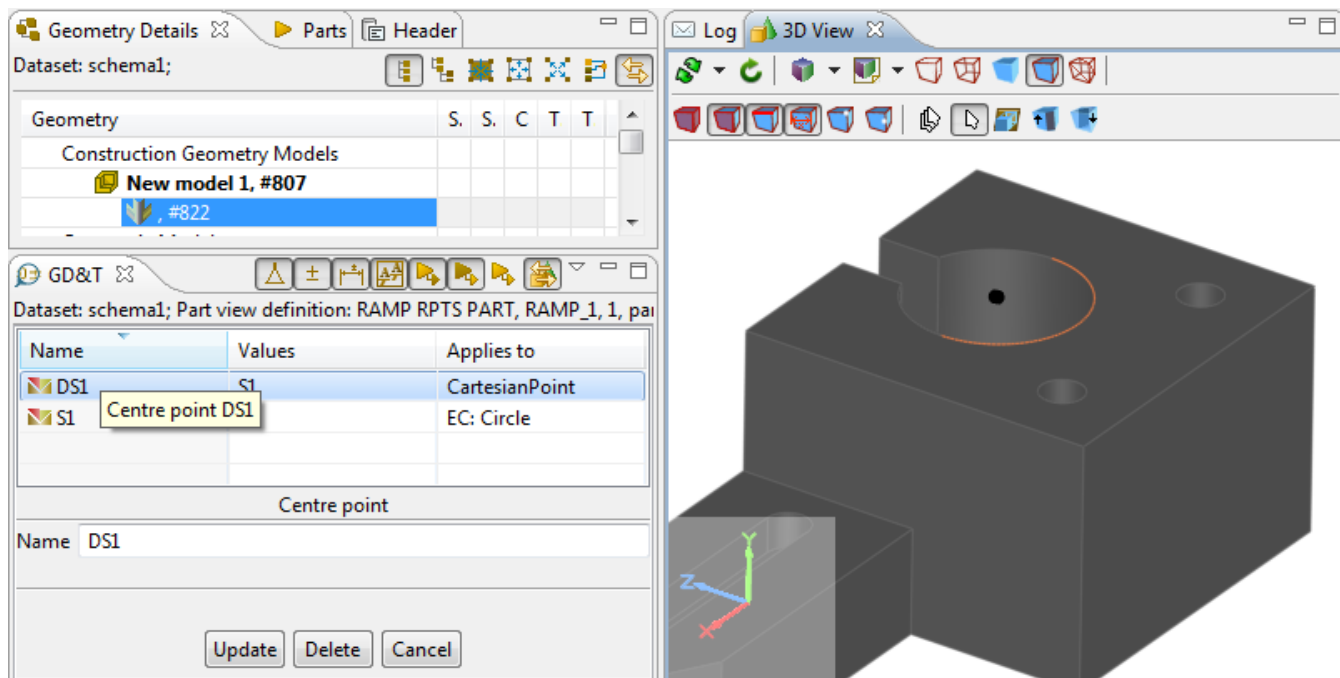 Geometry Details
Parts
Header
Dataset: schema1;
Geometry S. S. C T T
Construction Geometry Models
New model 1, #807
, #822
GD&T
Dataset: schema1; Part view definition: RAMP RPTS PART, RAMP_1, 1, pa
Name Values Applies to
DS1 S1 CartesianPoint
Centre point DS1
S1 EC: Circle
Centre point
Name DS1
Update Delete Cancel
Log
3D View
Y
Z
X